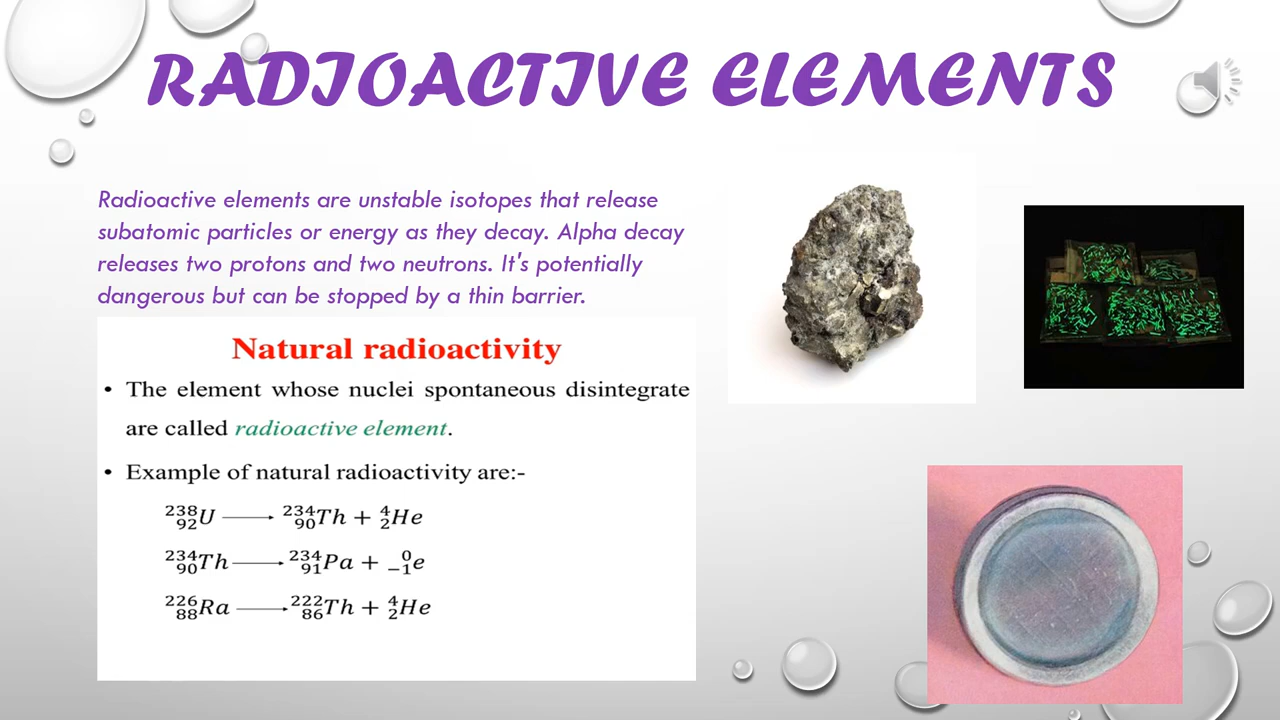 RADIOACTIVE ELEMENTS
Radioactive elements are unstable isotopes that release
subatomic particles or energy as they decay. Alpha decay
releases two protons and two neutrons. It's potentially
dangerous but can be stopped by a thin barrier.
Natural radioactivity
• The element whose nuclei spontaneous disintegrate
are called radioactive element.
• Example of natural radioactivity are:-
²³⁸₉₂U ⟶ ²³⁴₉₀Th + ⁴₂He
²³⁴₉₀Th ⟶ ²³⁴₉₁Pa + ⁰₋₁e
²²⁶₈₈Ra ⟶ ²²²₈₆Th + ⁴₂He